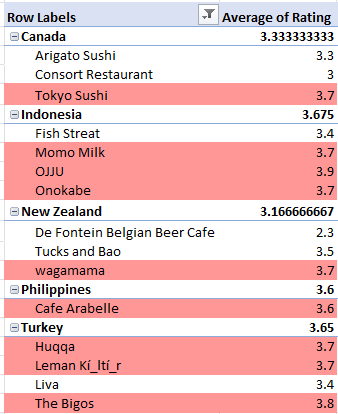 Row Labels Average of Rating
Canada 3.333333333
Arigato Sushi 3.3
Consort Restaurant 3
Tokyo Sushi 3.7
Indonesia 3.675
Fish Streat 3.4
Momo Milk 3.7
OJJU 3.9
Onokabe 3.7
New Zealand 3.166666667
De Fontein Belgian Beer Cafe 2.3
Tucks and Bao 3.5
wagamama 3.7
Philippines 3.6
Cafe Arabelle 3.6
Turkey 3.65
Huqqa 3.7
Leman Kí_ltí_r 3.7
Liva 3.4
The Bigos 3.8